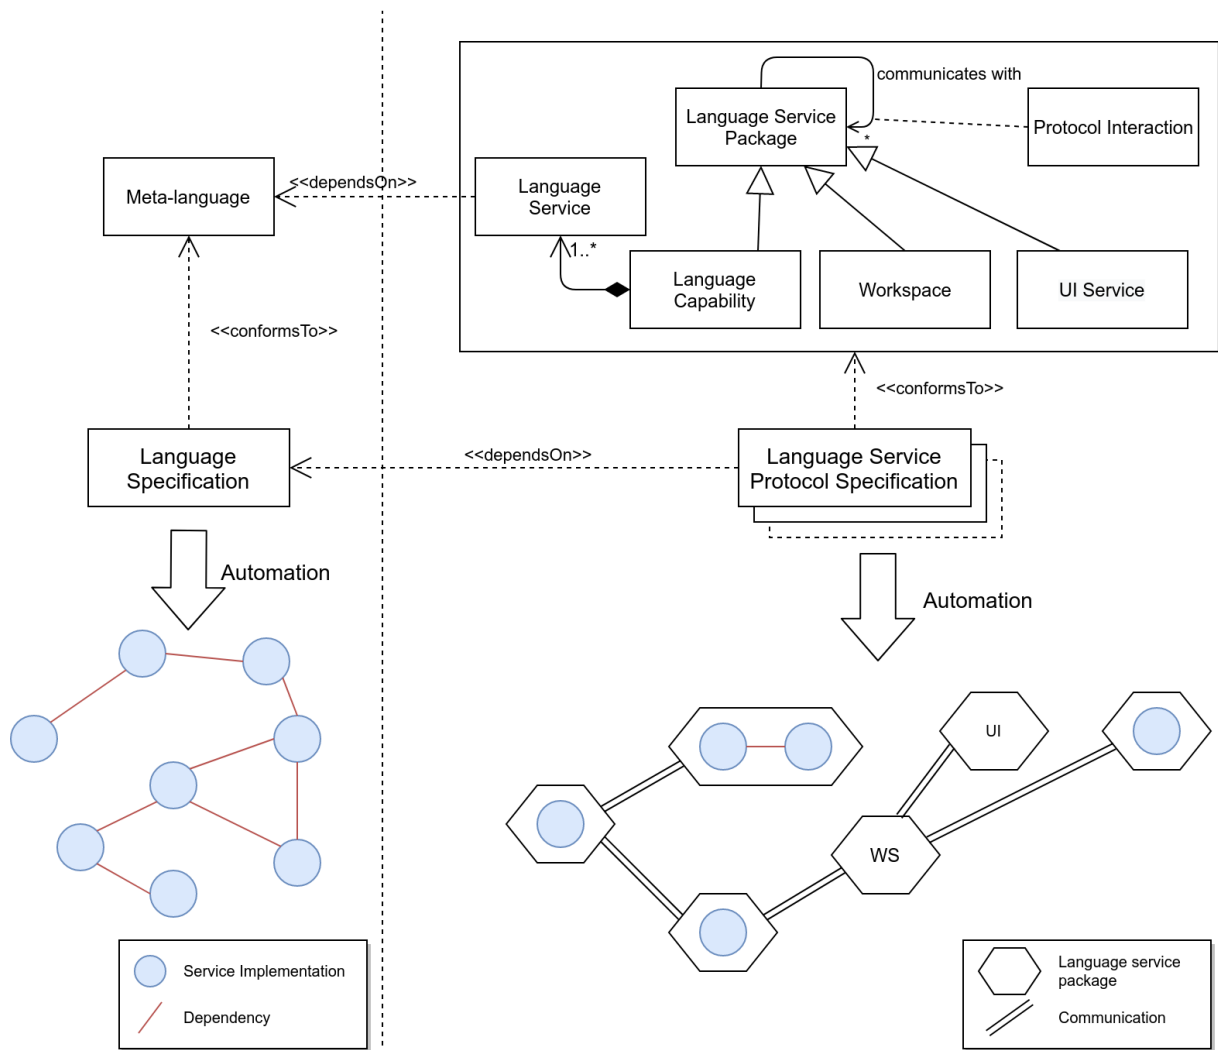 communicates with
Language Service
Package
Protocol Interaction
*
Meta-language
<<dependsOn>>
Language
Service
1..*
Language
Capability
Workspace
UI Service
<<conformsTo>>
<<conformsTo>>
Language
Specification
<<dependsOn>>
Language Service
Protocol Specification
Automation
Automation
UI
WS
Service Implementation
Dependency
Language service
package
Communication